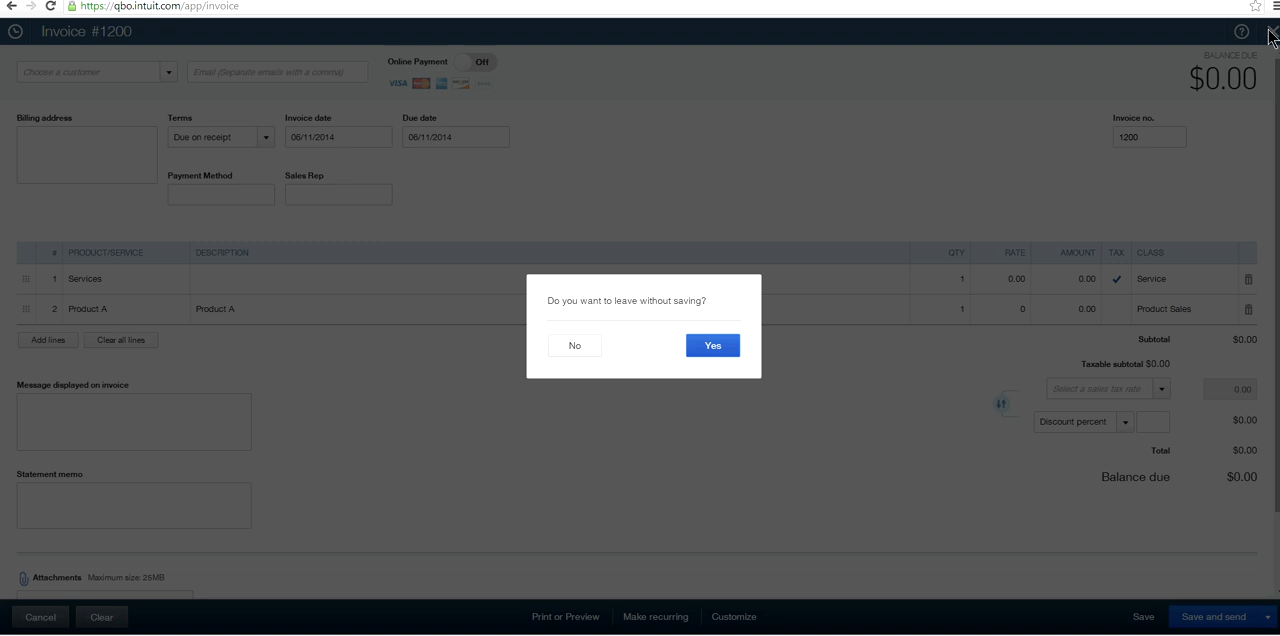 https://qbo.intuit.com/app/invoice
Invoice #1200
?
Choose a customer
Email (Separate emails with a comma)
Online Payment Off
VISA
BALANCE DUE
$0.00
Billing address
Terms
Due on receipt
Invoice date
06/11/2014
Due date
06/11/2014
Invoice no.
1200
Payment Method
Sales Rep
# PRODUCT/SERVICE DESCRIPTION QTY RATE AMOUNT TAX CLASS
1 Services 1 0.00 0.00 Service
2 Product A Product A 1 0 0.00 Product Sales
Add lines Clear all lines
Do you want to leave without saving?
No Yes
Subtotal $0.00
Taxable subtotal $0.00
Select a sales tax rate 0.00
Discount percent $0.00
Total $0.00
Balance due $0.00
Message displayed on invoice
Statement memo
Attachments Maximum size: 25MB
Cancel Clear Print or Preview Make recurring Customize Save Save and send